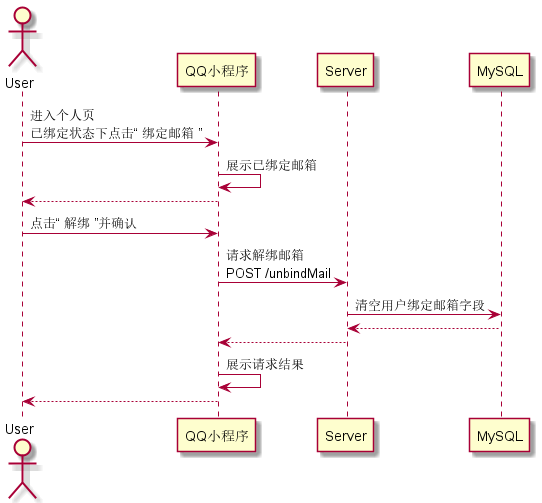 User
QQ小程序
Server
MySQL
进入个人页
已绑定状态下点击“ 绑定邮箱 ”
展示已绑定邮箱
点击“ 解绑 ”并确认
请求解绑邮箱
POST /unbindMail
清空用户绑定邮箱字段
展示请求结果
User
QQ小程序
Server
MySQL